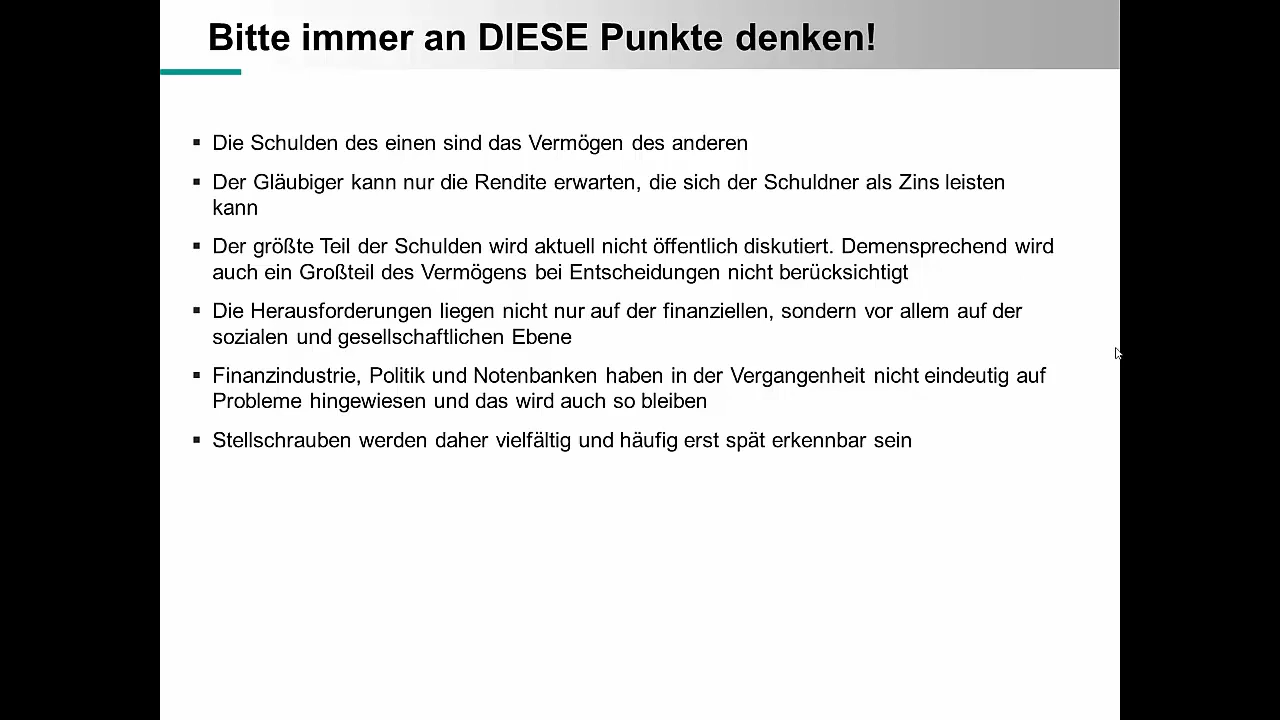 Bitte immer an DIESE Punkte denken!
▪ Die Schulden des einen sind das Vermögen des anderen
▪ Der Gläubiger kann nur die Rendite erwarten, die sich der Schuldner als Zins leisten
kann
▪ Der größte Teil der Schulden wird aktuell nicht öffentlich diskutiert. Demensprechend wird
auch ein Großteil des Vermögens bei Entscheidungen nicht berücksichtigt
▪ Die Herausforderungen liegen nicht nur auf der finanziellen, sondern vor allem auf der
sozialen und gesellschaftlichen Ebene
▪ Finanzindustrie, Politik und Notenbanken haben in der Vergangenheit nicht eindeutig auf
Probleme hingewiesen und das wird auch so bleiben
▪ Stellschrauben werden daher vielfältig und häufig erst spät erkennbar sein